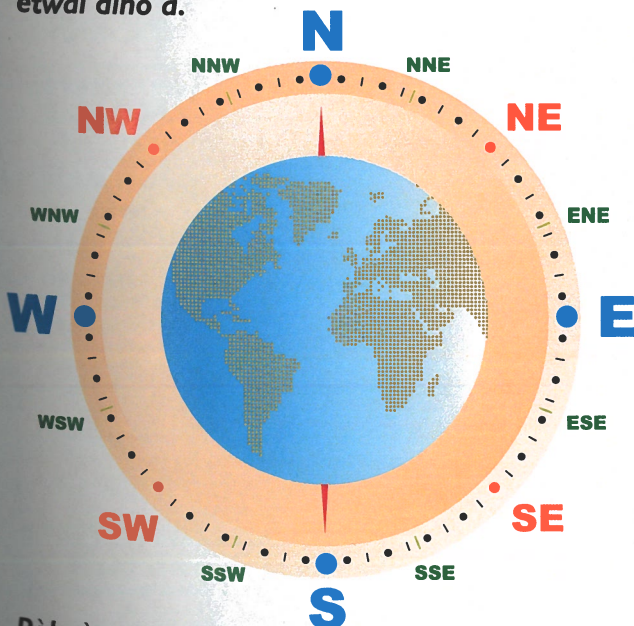 etwal dino a.
N
NNW NNE
NW NE
WNW ENE
W E
WSW ESE
SW SE
SSW SSE
S